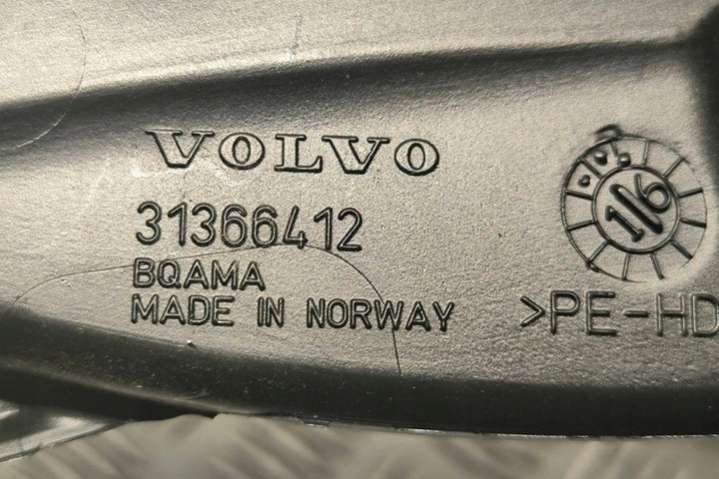 VOLVO
31366412
BQAMA
MADE IN NORWAY
16
>PE-HD